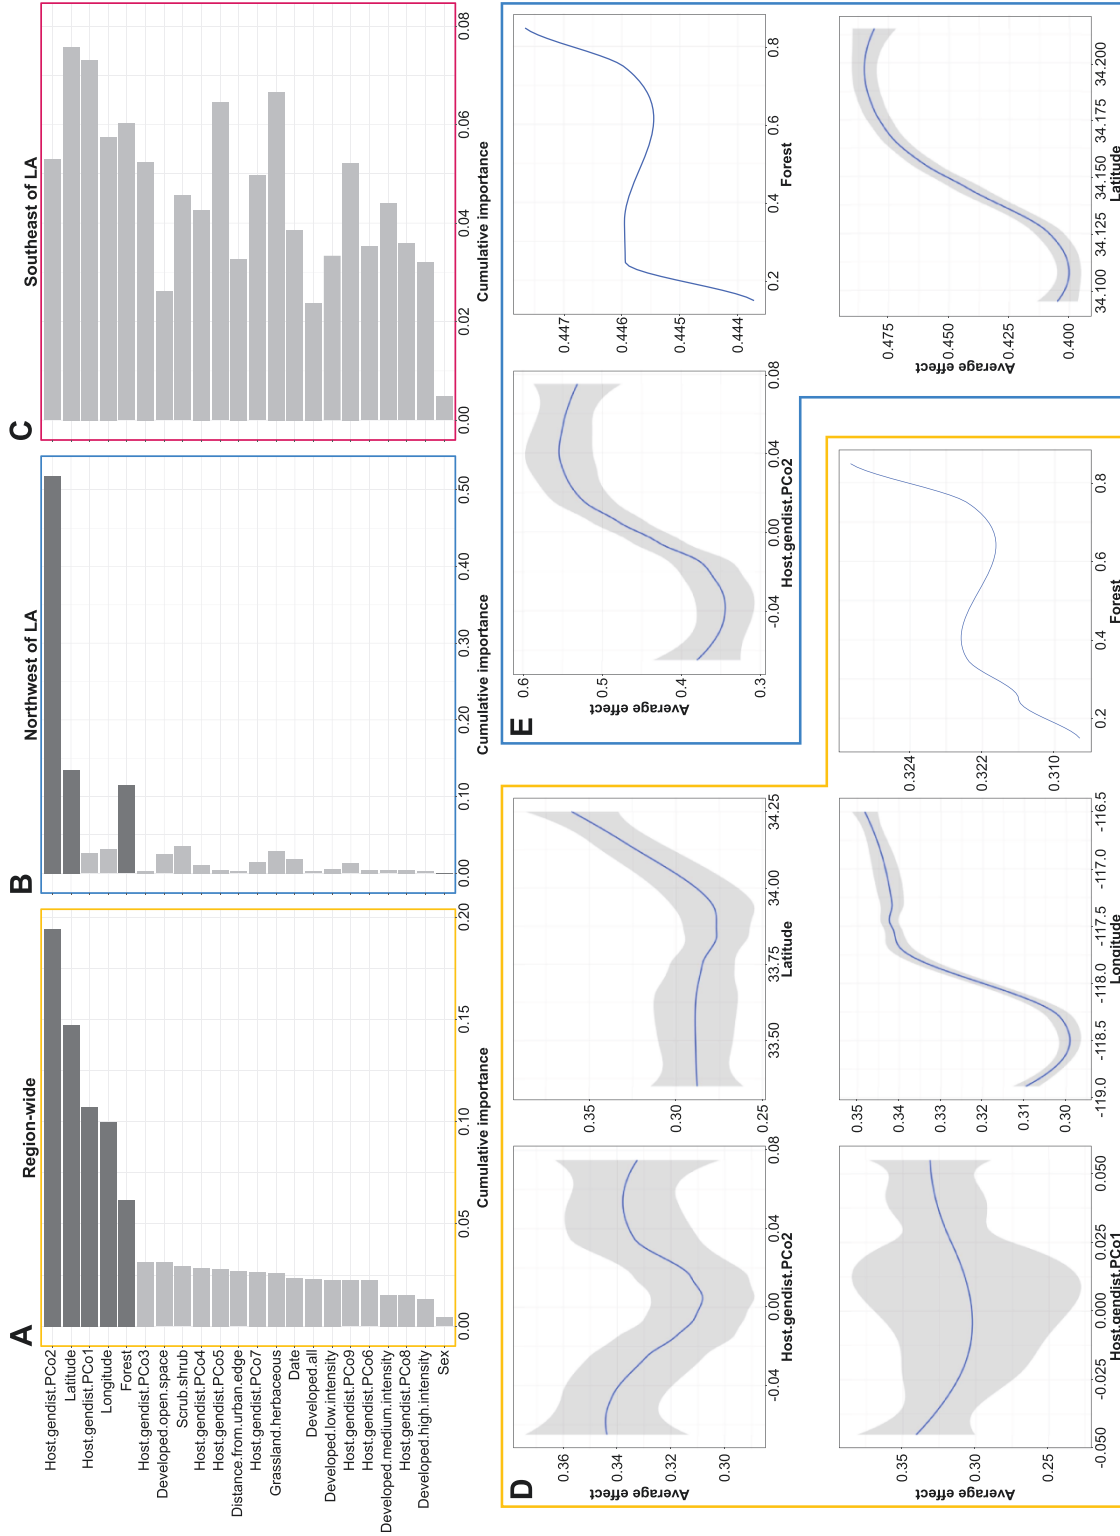 A
Region-wide
Host.gendist.PCo2
Latitude
Host.gendist.PCo1
Longitude
Forest
Host.gendist.PCo3
Developed.open.space
Scrub.shrub
Host.gendist.PCo4
Host.gendist.PCo5
Distance.from.urban.edge
Host.gendist.PCo7
Grassland.herbaceous
Date
Developed.all
Developed.low.intensity
Host.gendist.PCo9
Host.gendist.PCo6
Developed.medium.intensity
Host.gendist.PCo8
Developed.high.intensity
Sex
0.00 0.05 0.10 0.15 0.20
Cumulative importance
B
Northwest of LA
0.00 0.10 0.20 0.30 0.40 0.50
Cumulative importance
C
Southeast of LA
0.00 0.02 0.04 0.06 0.08
Cumulative importance
D
Average effect
0.36
0.34
0.32
0.30
-0.04 0.00 0.04 0.08
Host.gendist.PCo2
0.35
0.30
0.25
33.50 33.75 34.00 34.25
Latitude
Average effect
0.35
0.30
0.25
-0.050 -0.025 0.000 0.025 0.050
Host.gendist.PCo1
0.35
0.34
0.33
0.32
0.31
0.30
-119.0 -118.5 -118.0 -117.5 -117.0 -116.5
Longitude
0.324
0.322
0.310
0.2 0.4 0.6 0.8
Forest
E
Average effect
0.6
0.5
0.4
0.3
-0.04 0.00 0.04 0.08
Host.gendist.PCo2
0.447
0.446
0.445
0.444
0.2 0.4 0.6 0.8
Forest
Average effect
0.475
0.450
0.425
0.400
34.100 34.125 34.150 34.175 34.200
Latitude